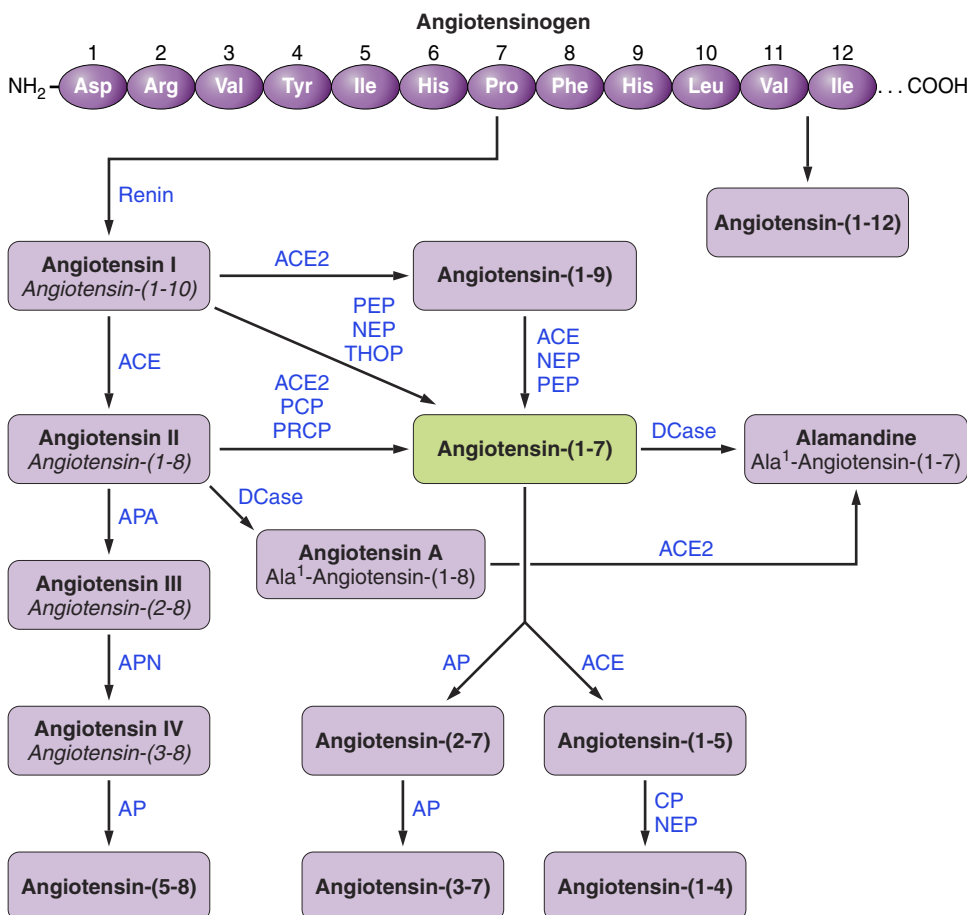 Angiotensinogen
1 2 3 4 5 6 7 8 9 10 11 12
NH2 Asp Arg Val Tyr Ile His Pro Phe His Leu Val Ile ... COOH
Renin
Angiotensin-(1-12)
Angiotensin I
Angiotensin-(1-10)
ACE2
Angiotensin-(1-9)
PEP
NEP
THOP
ACE
NEP
PEP
ACE
ACE2
PCP
PRCP
Angiotensin II
Angiotensin-(1-8)
Angiotensin-(1-7)
DCase
Alamandine
Ala1-Angiotensin-(1-7)
DCase
APA
Angiotensin A
Ala1-Angiotensin-(1-8)
ACE2
Angiotensin III
Angiotensin-(2-8)
APN
AP
ACE
Angiotensin IV
Angiotensin-(3-8)
Angiotensin-(2-7)
Angiotensin-(1-5)
AP
AP
CP
NEP
Angiotensin-(5-8)
Angiotensin-(3-7)
Angiotensin-(1-4)